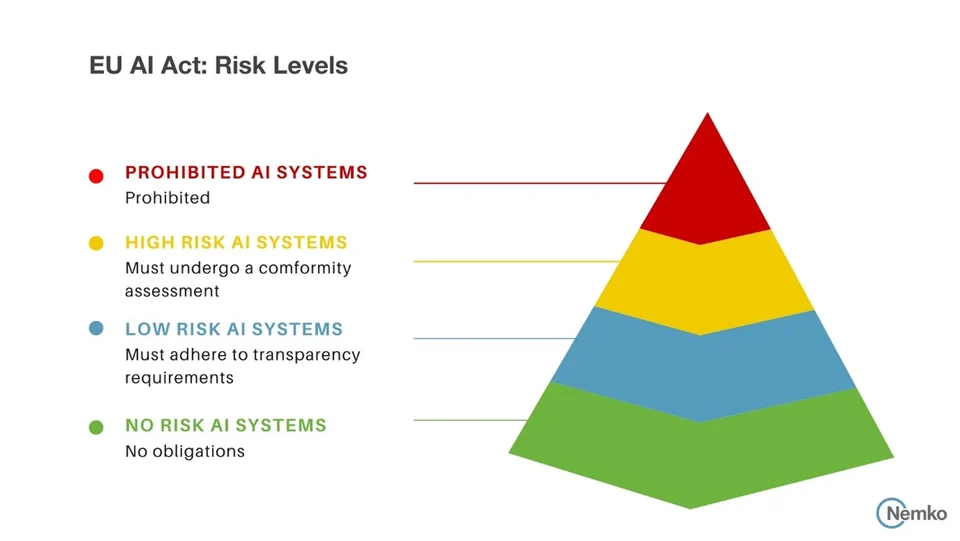 EU AI Act: Risk Levels
PROHIBITED AI SYSTEMS
Prohibited
HIGH RISK AI SYSTEMS
Must undergo a comformity
assessment
LOW RISK AI SYSTEMS
Must adhere to transparency
requirements
NO RISK AI SYSTEMS
No obligations
Nemko